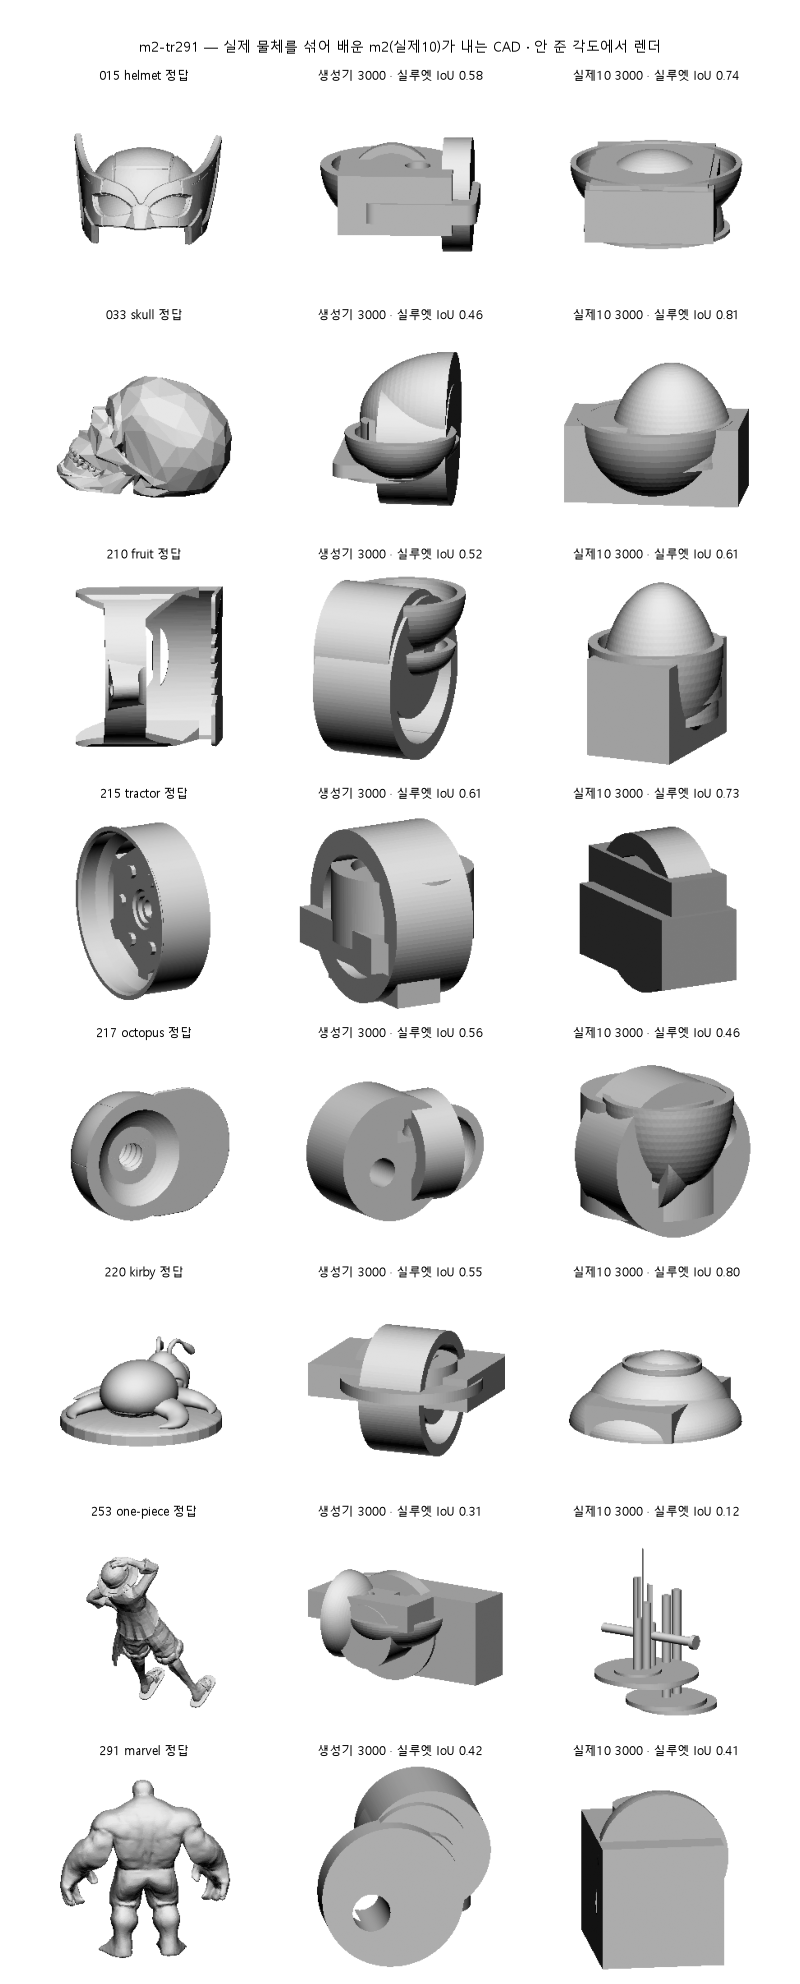 m2-tr291 — 실제 물체를 섞어 배운 m2(실제10)가 내는 CAD · 안 준 각도에서 렌더
015 helmet 정답
생성기 3000 · 실루엣 IoU 0.58
실제10 3000 · 실루엣 IoU 0.74
033 skull 정답
생성기 3000 · 실루엣 IoU 0.46
실제10 3000 · 실루엣 IoU 0.81
210 fruit 정답
생성기 3000 · 실루엣 IoU 0.52
실제10 3000 · 실루엣 IoU 0.61
215 tractor 정답
생성기 3000 · 실루엣 IoU 0.61
실제10 3000 · 실루엣 IoU 0.73
217 octopus 정답
생성기 3000 · 실루엣 IoU 0.56
실제10 3000 · 실루엣 IoU 0.46
220 kirby 정답
생성기 3000 · 실루엣 IoU 0.55
실제10 3000 · 실루엣 IoU 0.80
253 one-piece 정답
생성기 3000 · 실루엣 IoU 0.31
실제10 3000 · 실루엣 IoU 0.12
291 marvel 정답
생성기 3000 · 실루엣 IoU 0.42
실제10 3000 · 실루엣 IoU 0.41